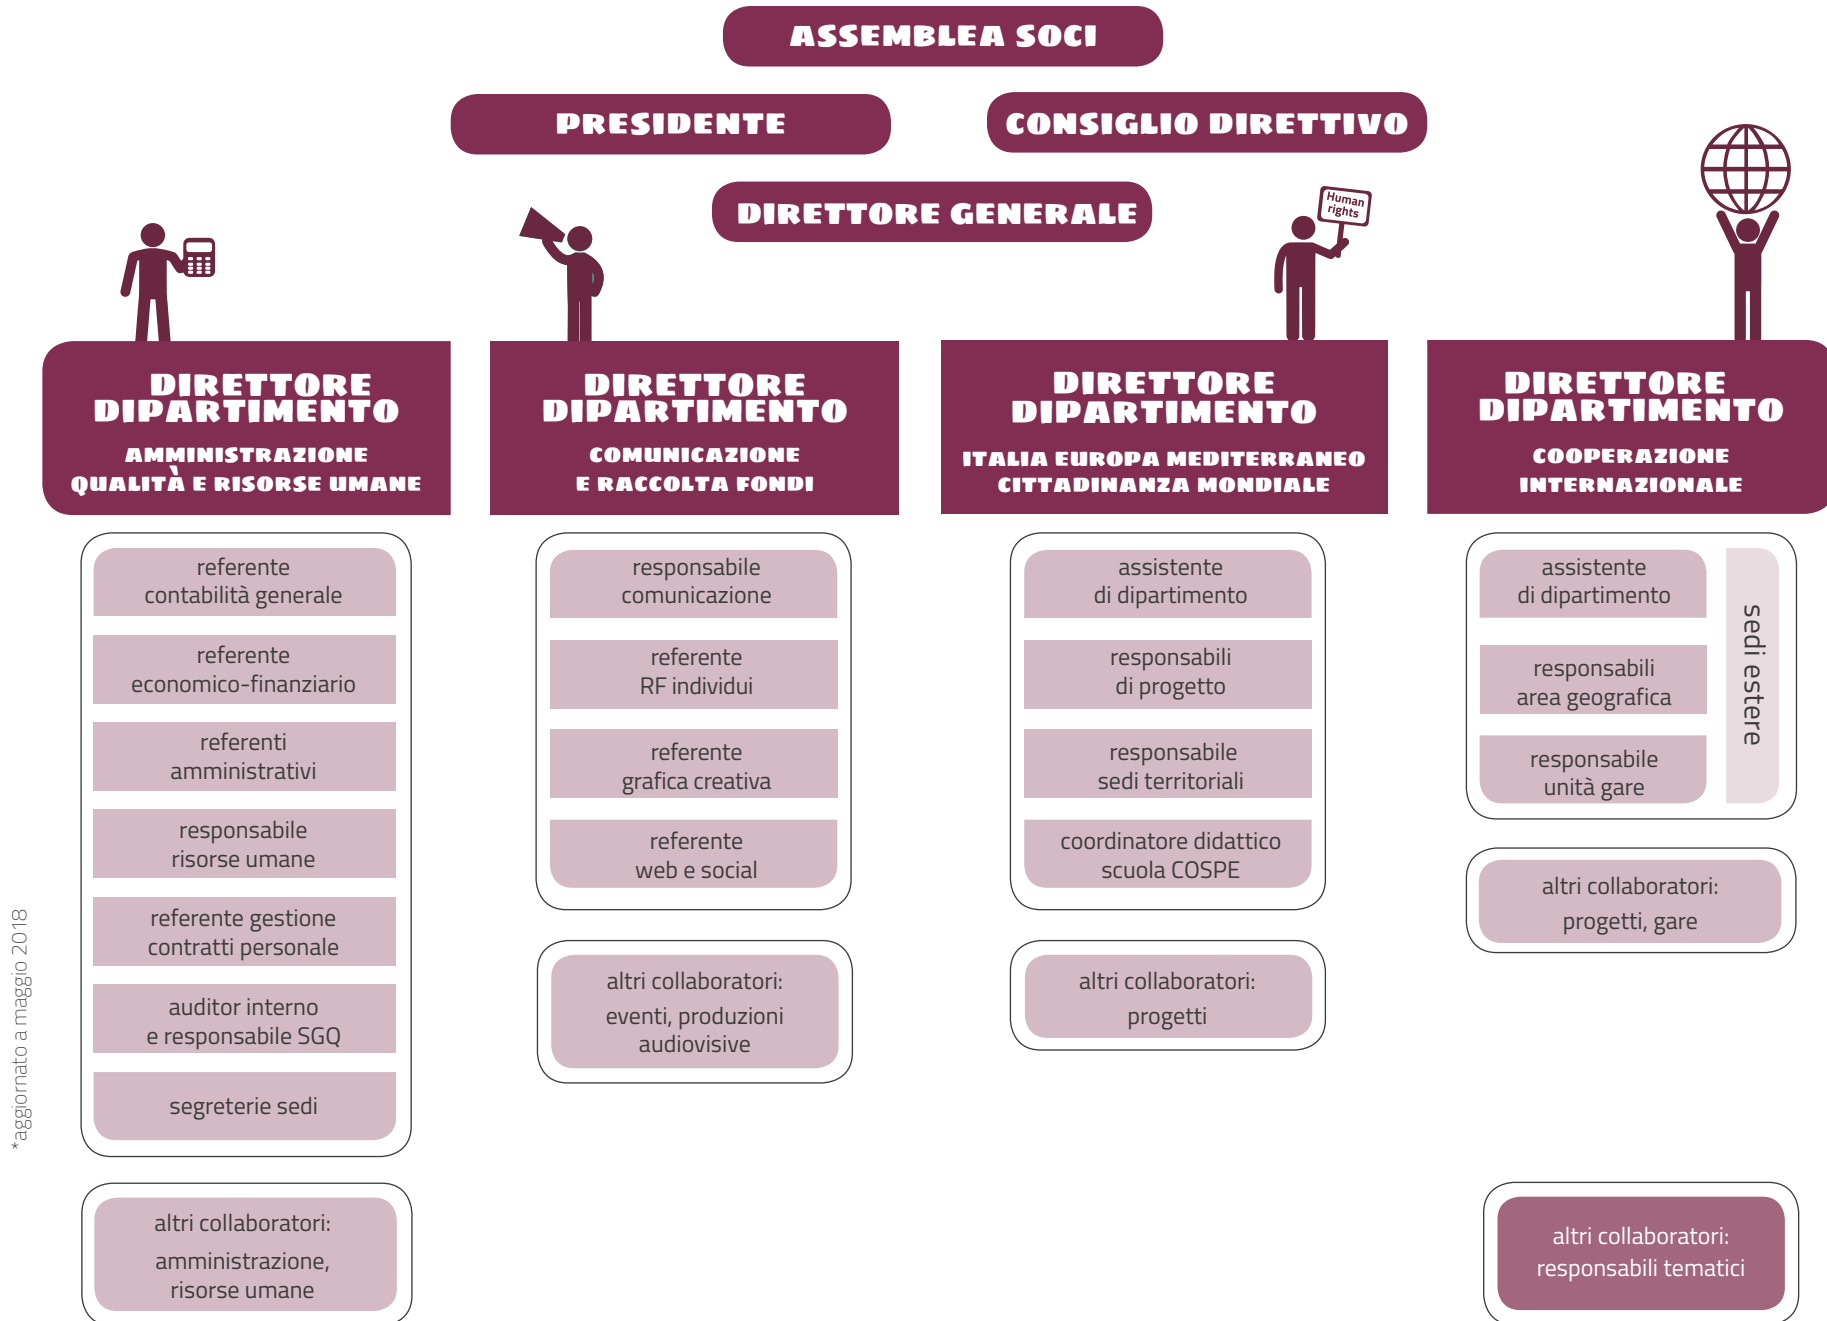 ASSEMBLEA SOCI
PRESIDENTE
CONSIGLIO DIRETTIVO
DIRETTORE GENERALE
Human
rights
DIRETTORE
DIPARTIMENTO
AMMINISTRAZIONE
QUALITÀ E RISORSE UMANE
referente
contabilità generale
referente
economico-finanziario
referenti
amministrativi
responsabile
risorse umane
referente gestione
contratti personale
auditor interno
e responsabile SGQ
segreterie sedi
altri collaboratori:
amministrazione,
risorse umane
DIRETTORE
DIPARTIMENTO
COMUNICAZIONE
E RACCOLTA FONDI
responsabile
comunicazione
referente
RF individui
referente
grafica creativa
referente
web e social
altri collaboratori:
eventi, produzioni
audiovisive
DIRETTORE
DIPARTIMENTO
ITALIA EUROPA MEDITERRANEO
CITTADINANZA MONDIALE
assistente
di dipartimento
responsabili
di progetto
responsabile
sedi territoriali
coordinatore didattico
scuola COSPE
altri collaboratori:
progetti
DIRETTORE
DIPARTIMENTO
COOPERAZIONE
INTERNAZIONALE
assistente
di dipartimento
responsabili
area geografica
responsabile
unità gare
sedi estere
altri collaboratori:
progetti, gare
altri collaboratori:
responsabili tematici
*aggiornato a maggio 2018